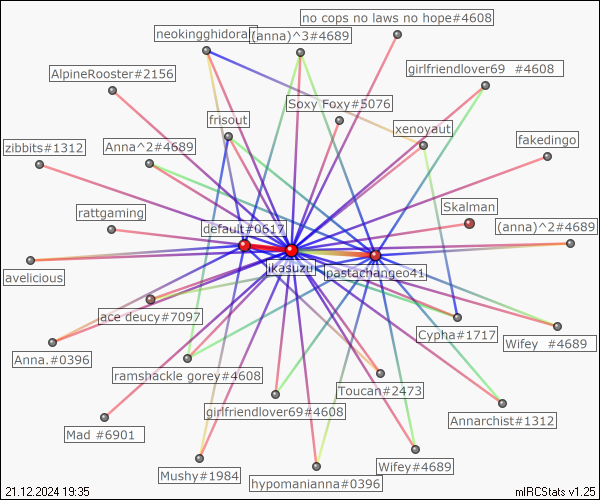 no cops no laws no hope#4608
neokingghidorah
(anna)^3#4689
AlpineRooster#2156
girlfriendlover69   #4608
Soxy Foxy#5076
frisout
xenoyaut
fakedingo
zibbits#1312
Anna^2#4689
Skalman
rattgaming
(anna)^2#4689
default#0617
ikasuzu
pastachange041
avelicious
ace deucy#7097
Cypha#1717
Wifey   #4689
Anna.#0396
ramshackle gorey#4608
Toucan#2473
girlfriendlover69#4608
Annarchist#1312
Mad #6901
Wifey#4689
Mushy#1984
hypomanianna#0396
21.12.2024 19:35
mIRCStats v1.25